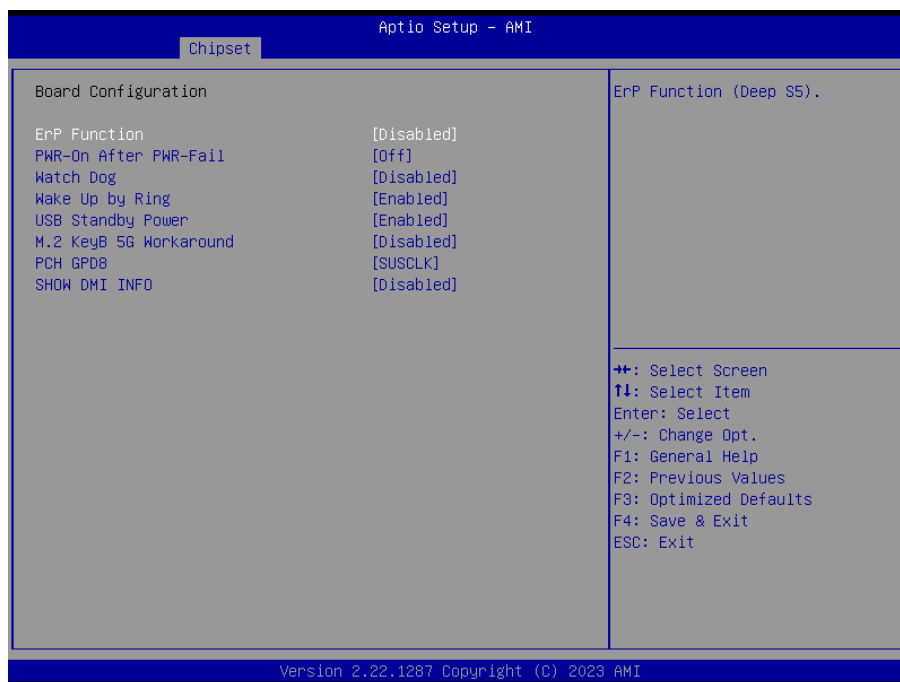 Aptio Setup – AMI
Chipset
Board Configuration
ErP Function [Disabled]
PWR-On After PWR-Fail [Off]
Watch Dog [Disabled]
Wake Up by Ring [Enabled]
USB Standby Power [Enabled]
M.2 KeyB 5G Workaround [Disabled]
PCH GPD8 [SUSCLK]
SHOW DMI INFO [Disabled]
ErP Function (Deep S5).
→←: Select Screen
↑↓: Select Item
Enter: Select
+/-: Change Opt.
F1: General Help
F2: Previous Values
F3: Optimized Defaults
F4: Save & Exit
ESC: Exit
Version 2.22.1287 Copyright (C) 2023 AMI